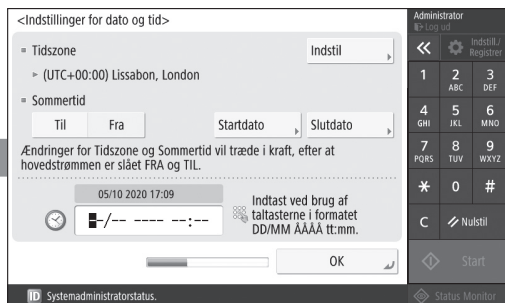 <Indstillinger for dato og tid>
Tidszone
Indstil
(UTC+00:00) Lissabon, London
Sommertid
Til Fra Startdato Slutdato
Ændringer for Tidszone og Sommertid vil træde i kraft, efter at
hovedstrømmen er slået FRA og TIL.
05/10 2020 17:09
-/-- ---- --:--
Indtast ved brug af
taltasterne i formatet
DD/MM ÅÅÅÅ tt:mm.
OK
ID Systemadministratorstatus.
Administrator
Log ud
Indstill./
Registrer
1 2 3
ABC DEF
4 5 6
GHI JKL MNO
7 8 9
PQRS TUV WXYZ
* 0 #
C Nulstil
Start
Status Monitor